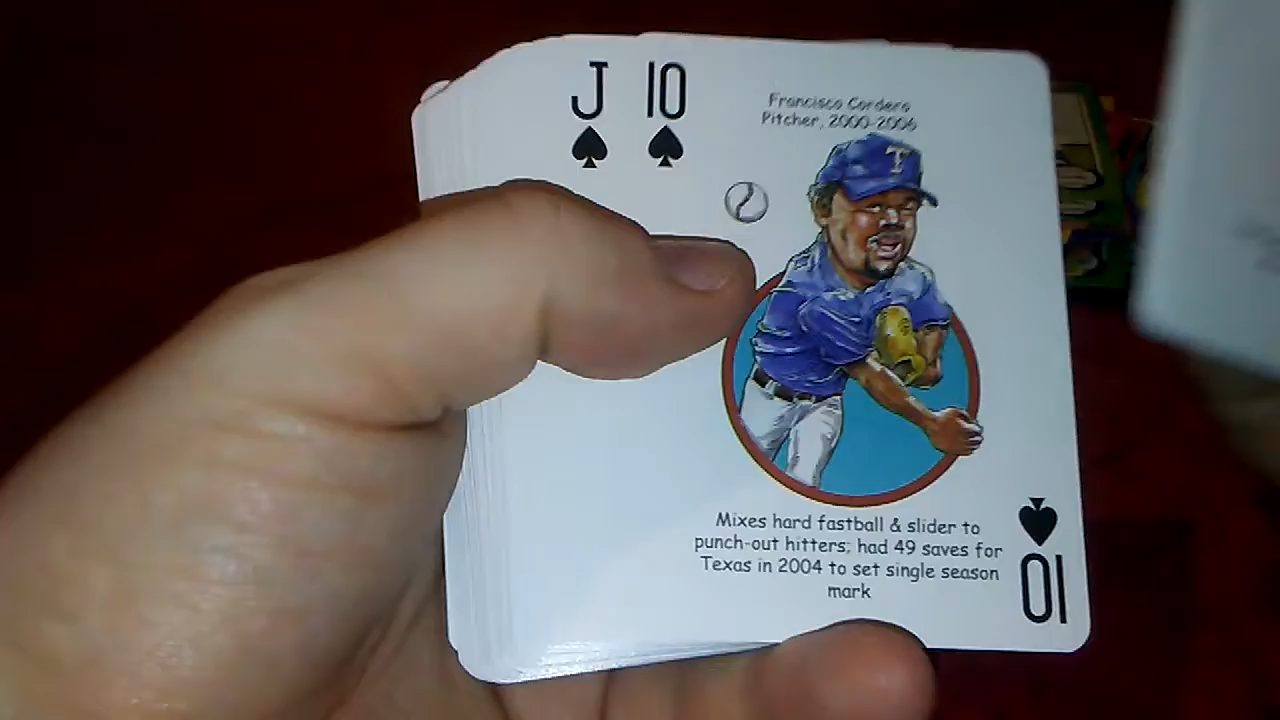 J 10
Francisco Cordero
Pitcher, 2000-2006
T
Mixes hard fastball & slider to
punch-out hitters; had 49 saves for
Texas in 2004 to set single season
mark
10